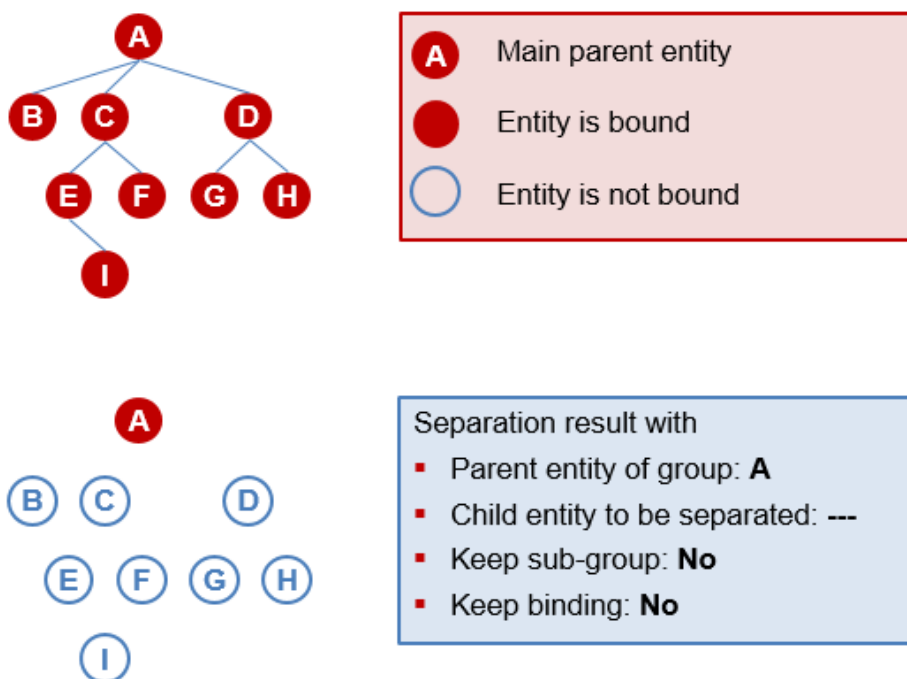 A
B C D
E F G H
I
A Main parent entity
Entity is bound
Entity is not bound
A
B C D
E F G H
I
Separation result with
▪ Parent entity of group: A
▪ Child entity to be separated: ---
▪ Keep sub-group: No
▪ Keep binding: No